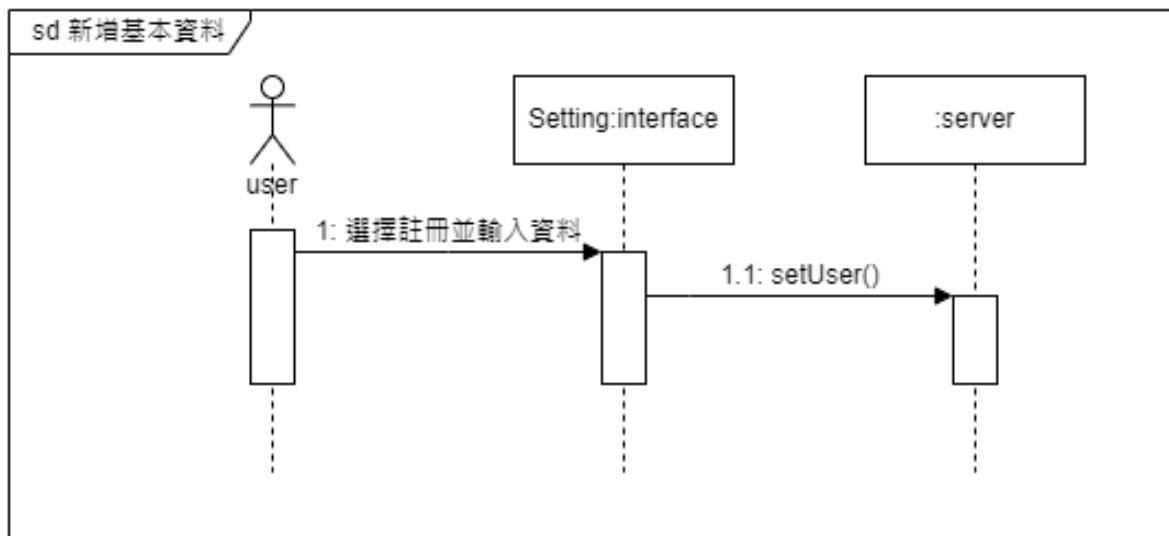 sd 新增基本資料
user
Setting:interface
:server
1: 選擇註冊並輸入資料
1.1: setUser()